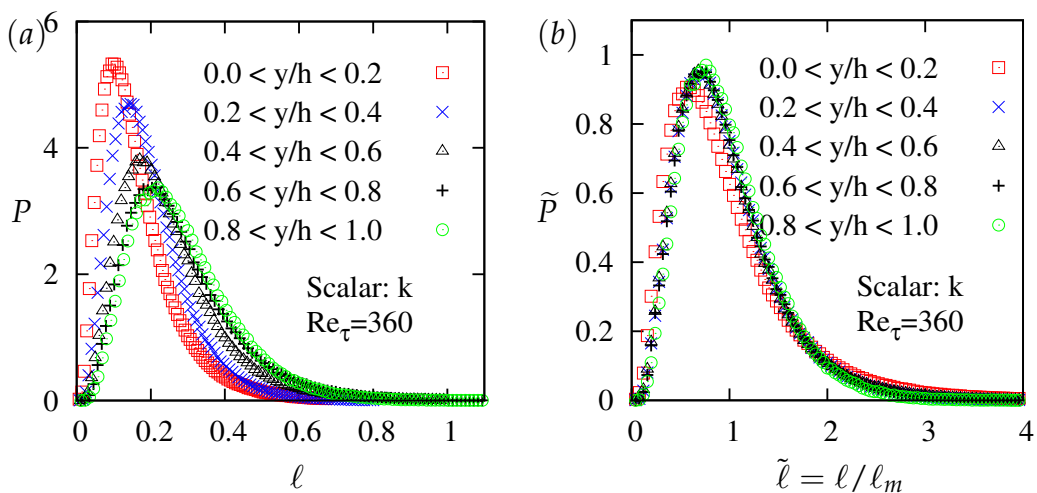 (a)
6
4
2
0
P
0.0 < y/h < 0.2
0.2 < y/h < 0.4
0.4 < y/h < 0.6
0.6 < y/h < 0.8
0.8 < y/h < 1.0
Scalar: k
Reτ=360
0 0.2 0.4 0.6 0.8 1
ℓ
(b)
1
0.8
0.6
0.4
0.2
0
P̃
0.0 < y/h < 0.2
0.2 < y/h < 0.4
0.4 < y/h < 0.6
0.6 < y/h < 0.8
0.8 < y/h < 1.0
Scalar: k
Reτ=360
0 1 2 3 4
ℓ̃ = ℓ/ℓm